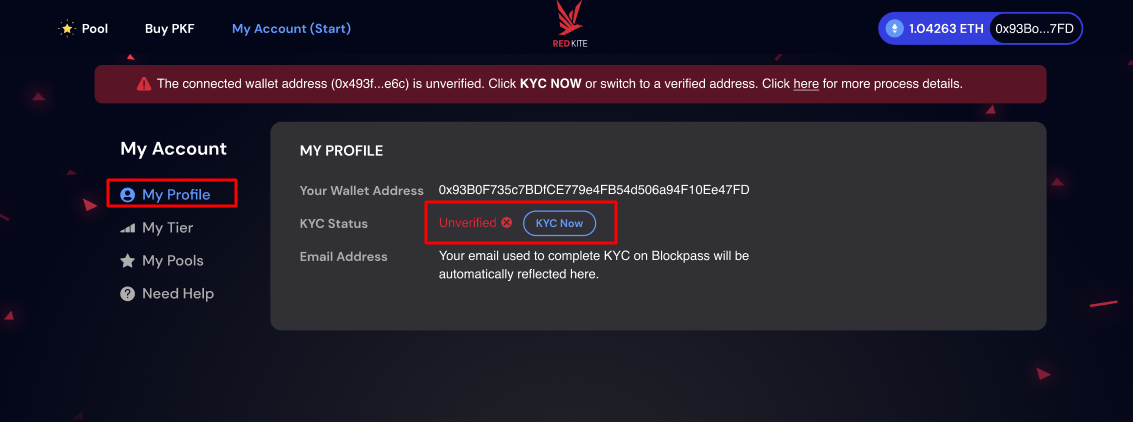 Pool
Buy PKF
My Account (Start)
RED KITE
1.04263 ETH
0x93Bo...7FD
The connected wallet address (0x493f...e6c) is unverified. Click KYC NOW or switch to a verified address. Click here for more process details.
My Account
My Profile
My Tier
My Pools
Need Help
MY PROFILE
Your Wallet Address 0x93B0F735c7BDfCE779e4FB54d506a94F10Ee47FD
KYC Status Unverified KYC Now
Email Address Your email used to complete KYC on Blockpass will be
automatically reflected here.